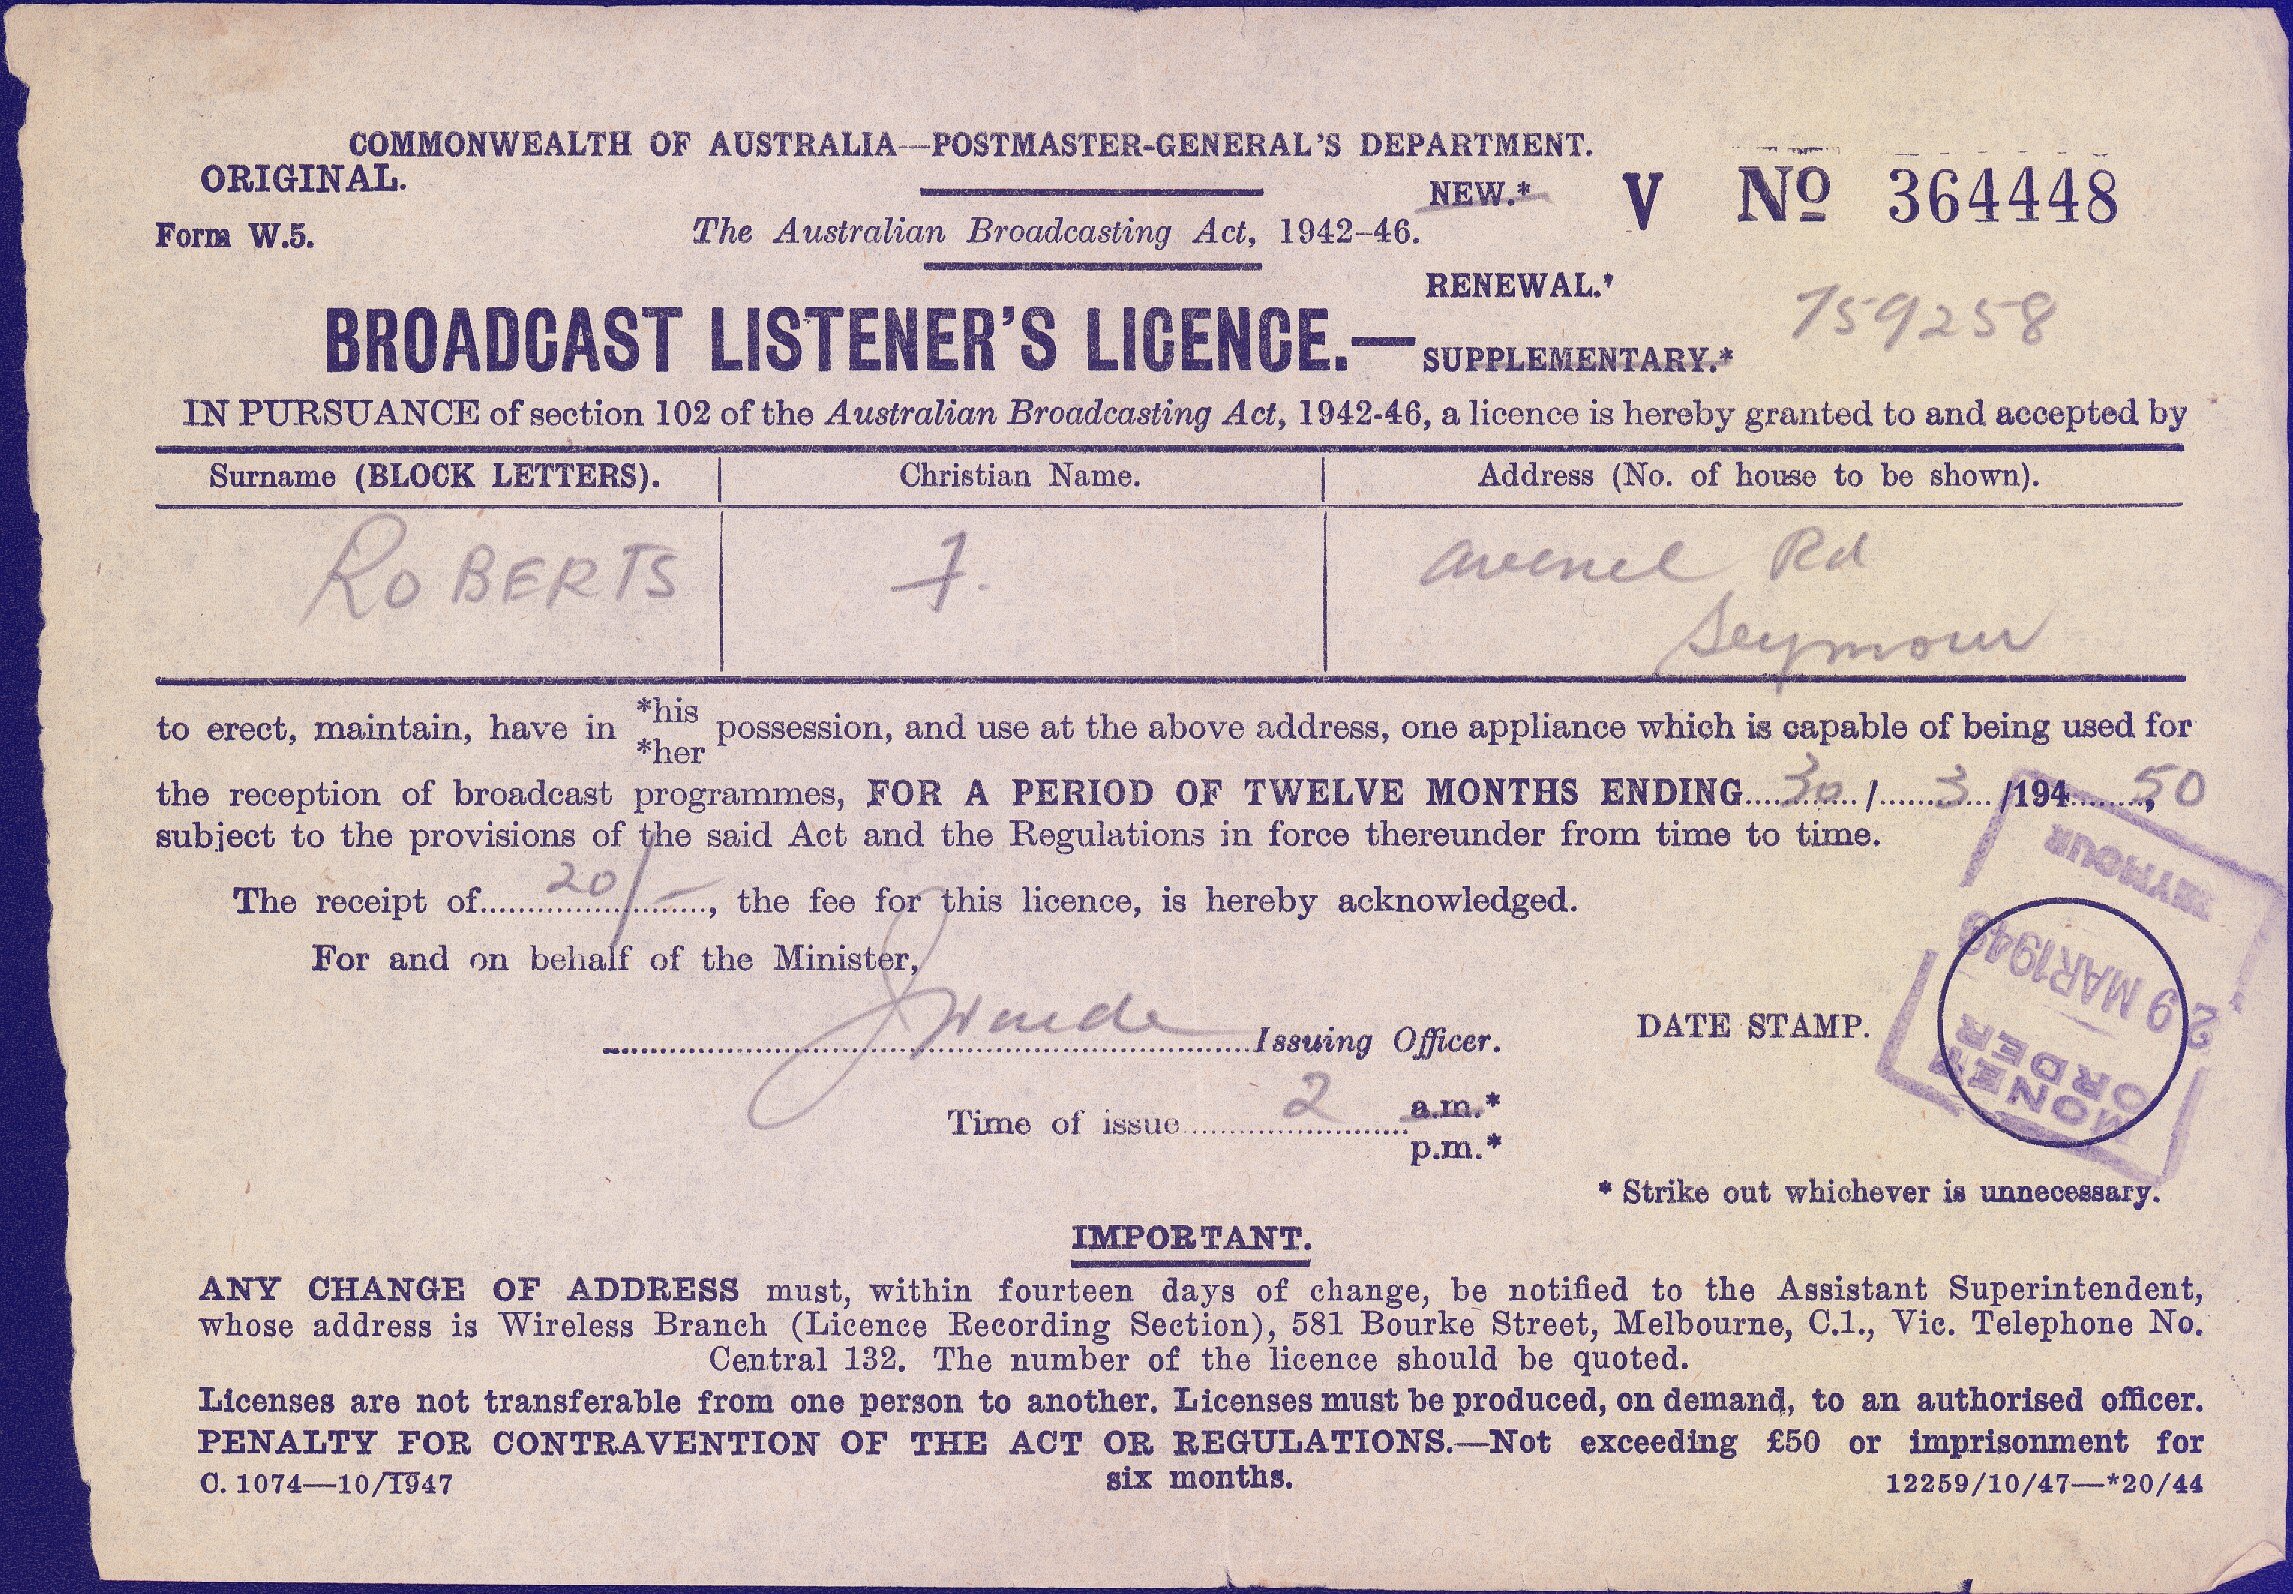 COMMONWEALTH OF AUSTRALIA—POSTMASTER-GENERAL'S DEPARTMENT.
ORIGINAL.
NEW.* V No 364448
Form W.5.
The Australian Broadcasting Act, 1942-46.
RENEWAL.*
759258
BROADCAST LISTENER'S LICENCE.—
SUPPLEMENTARY.*
IN PURSUANCE of section 102 of the Australian Broadcasting Act, 1942-46, a licence is hereby granted to and accepted by
Surname (BLOCK LETTERS). Christian Name. Address (No. of house to be shown).
ROBERTS F. Avenel Rd
Seymour
to erect, maintain, have in *his *her possession, and use at the above address, one appliance which is capable of being used for
the reception of broadcast programmes, FOR A PERIOD OF TWELVE MONTHS ENDING 30 / 3 /194 50,
subject to the provisions of the said Act and the Regulations in force thereunder from time to time.
The receipt of 20/-, the fee for this licence, is hereby acknowledged.
For and on behalf of the Minister,
Issuing Officer.
DATE STAMP.
SEYMOUR
29 MAR 1949
MONEY
ORDER
Time of issue 2 a.m.*
p.m.*
* Strike out whichever is unnecessary.
IMPORTANT.
ANY CHANGE OF ADDRESS must, within fourteen days of change, be notified to the Assistant Superintendent,
whose address is Wireless Branch (Licence Recording Section), 581 Bourke Street, Melbourne, C.1., Vic. Telephone No.
Central 132. The number of the licence should be quoted.
Licenses are not transferable from one person to another. Licenses must be produced, on demand, to an authorised officer.
PENALTY FOR CONTRAVENTION OF THE ACT OR REGULATIONS.—Not exceeding £50 or imprisonment for
six months.
C. 1074—10/1947
12259/10/47—*20/44